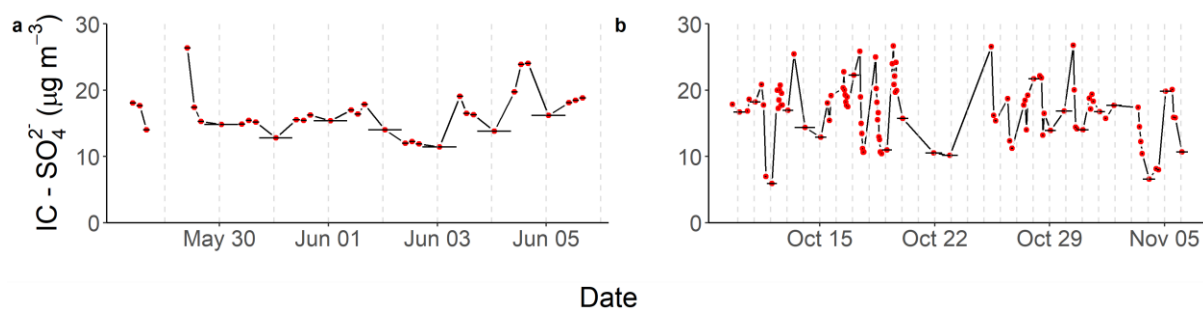 a
b
IC - SO₄²⁻ (μg m⁻³)
30
20
10
0
May 30 Jun 01 Jun 03 Jun 05
30
20
10
0
Oct 15 Oct 22 Oct 29 Nov 05
Date